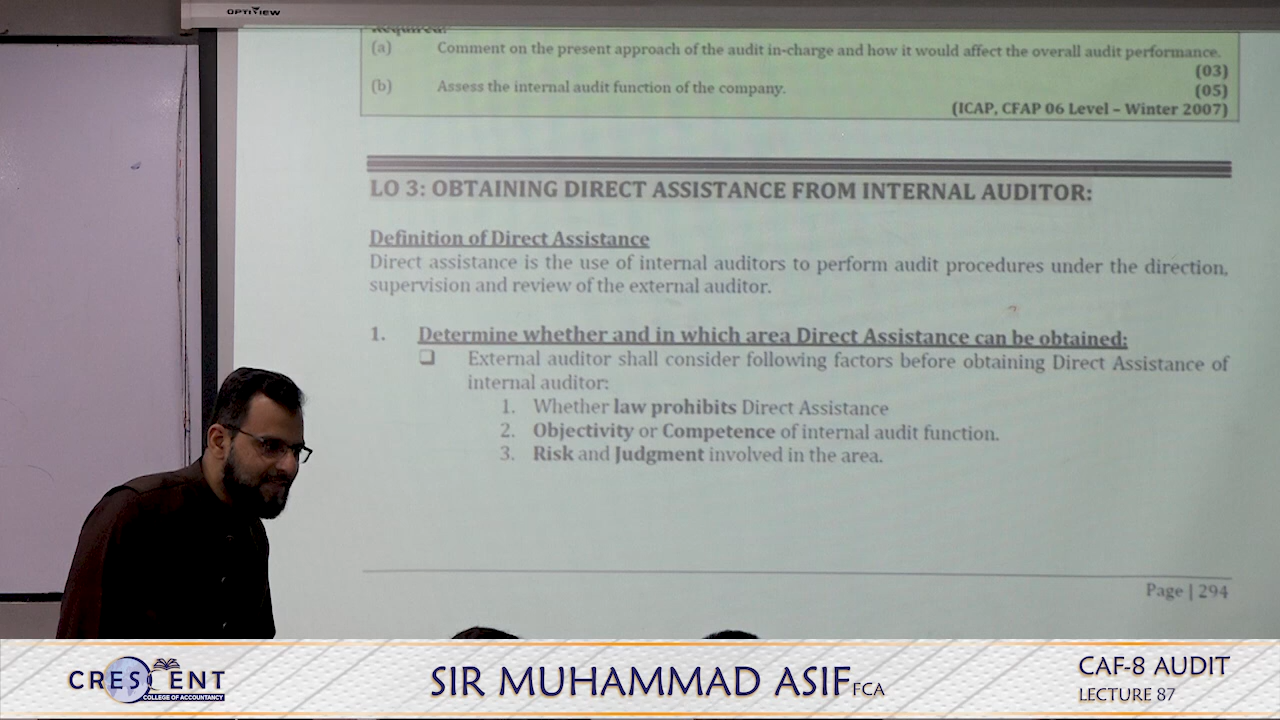 OPTIVIEW
Required:
(a) Comment on the present approach of the audit in-charge and how it would affect the overall audit performance.
(03)
(b) Assess the internal audit function of the company. (05)
(ICAP, CFAP 06 Level – Winter 2007)
LO 3: OBTAINING DIRECT ASSISTANCE FROM INTERNAL AUDITOR:
Definition of Direct Assistance
Direct assistance is the use of internal auditors to perform audit procedures under the direction,
supervision and review of the external auditor.
1. Determine whether and in which area Direct Assistance can be obtained:
❑ External auditor shall consider following factors before obtaining Direct Assistance of
internal auditor:
1. Whether law prohibits Direct Assistance
2. Objectivity or Competence of internal audit function.
3. Risk and Judgment involved in the area.
Page | 294
CRESCENT
COLLEGE OF ACCOUNTANCY
SIR MUHAMMAD ASIF FCA
CAF-8 AUDIT
LECTURE 87